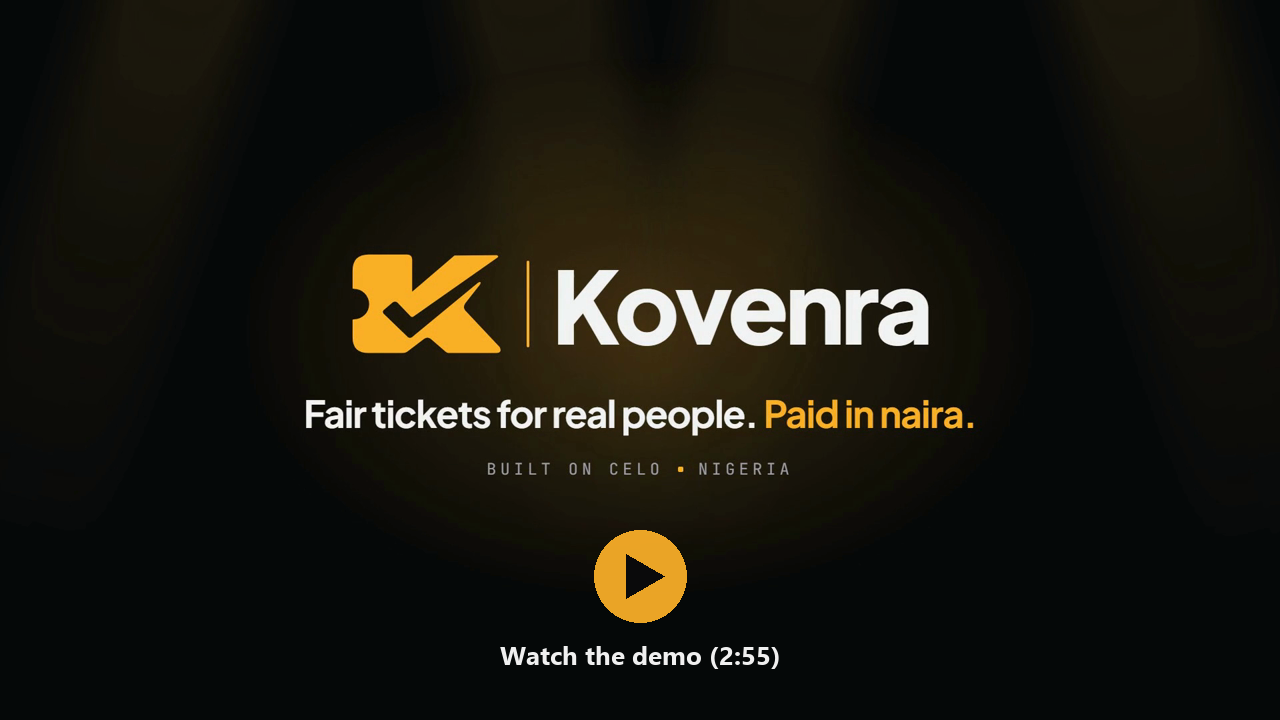 Kovenra
Fair tickets for real people. Paid in naira.
BUILT ON CELO • NIGERIA
Watch the demo (2:55)